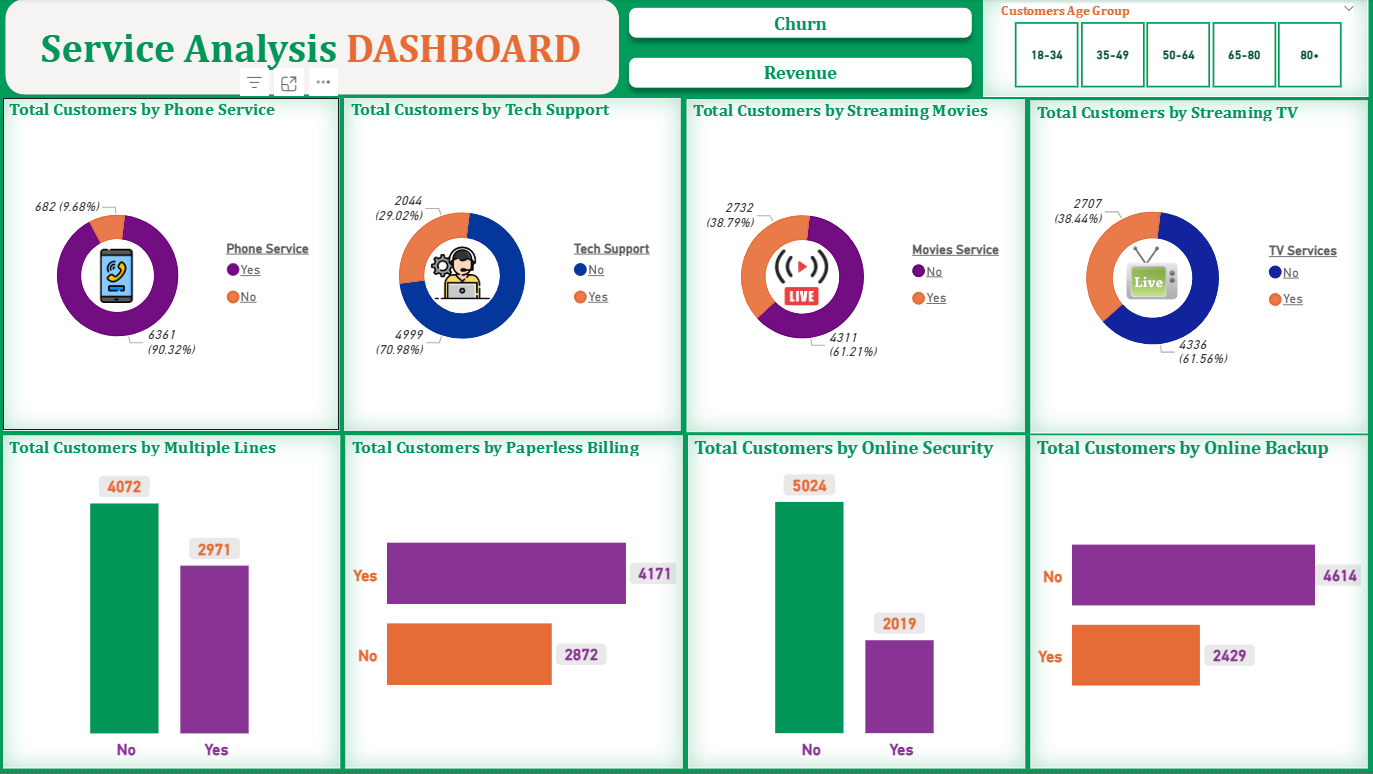 Service Analysis DASHBOARD
Churn
Revenue
Customers Age Group
18-34
35-49
50-64
65-80
80+
Total Customers by Phone Service
682 (9.68%)
6361
(90.32%)
Phone Service
Yes
No
Total Customers by Tech Support
2044
(29.02%)
4999
(70.98%)
Tech Support
No
Yes
Total Customers by Streaming Movies
2732
(38.79%)
LIVE
4311
(61.21%)
Movies Service
No
Yes
Total Customers by Streaming TV
2707
(38.44%)
Live
4336
(61.56%)
TV Services
No
Yes
Total Customers by Multiple Lines
4072
2971
No
Yes
Total Customers by Paperless Billing
Yes
4171
No
2872
Total Customers by Online Security
5024
2019
No
Yes
Total Customers by Online Backup
No
4614
Yes
2429